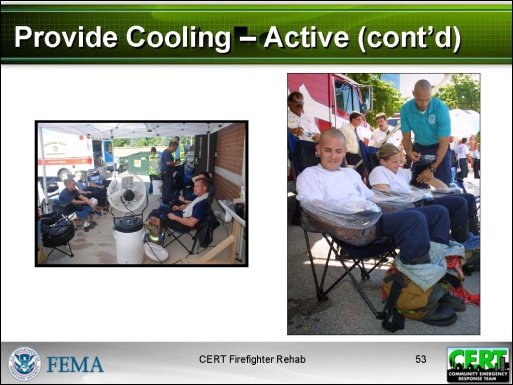 Provide Cooling – Active (cont’d)
FEMA
CERT Firefighter Rehab
53
CERT
COMMUNITY EMERGENCY
RESPONSE TEAM